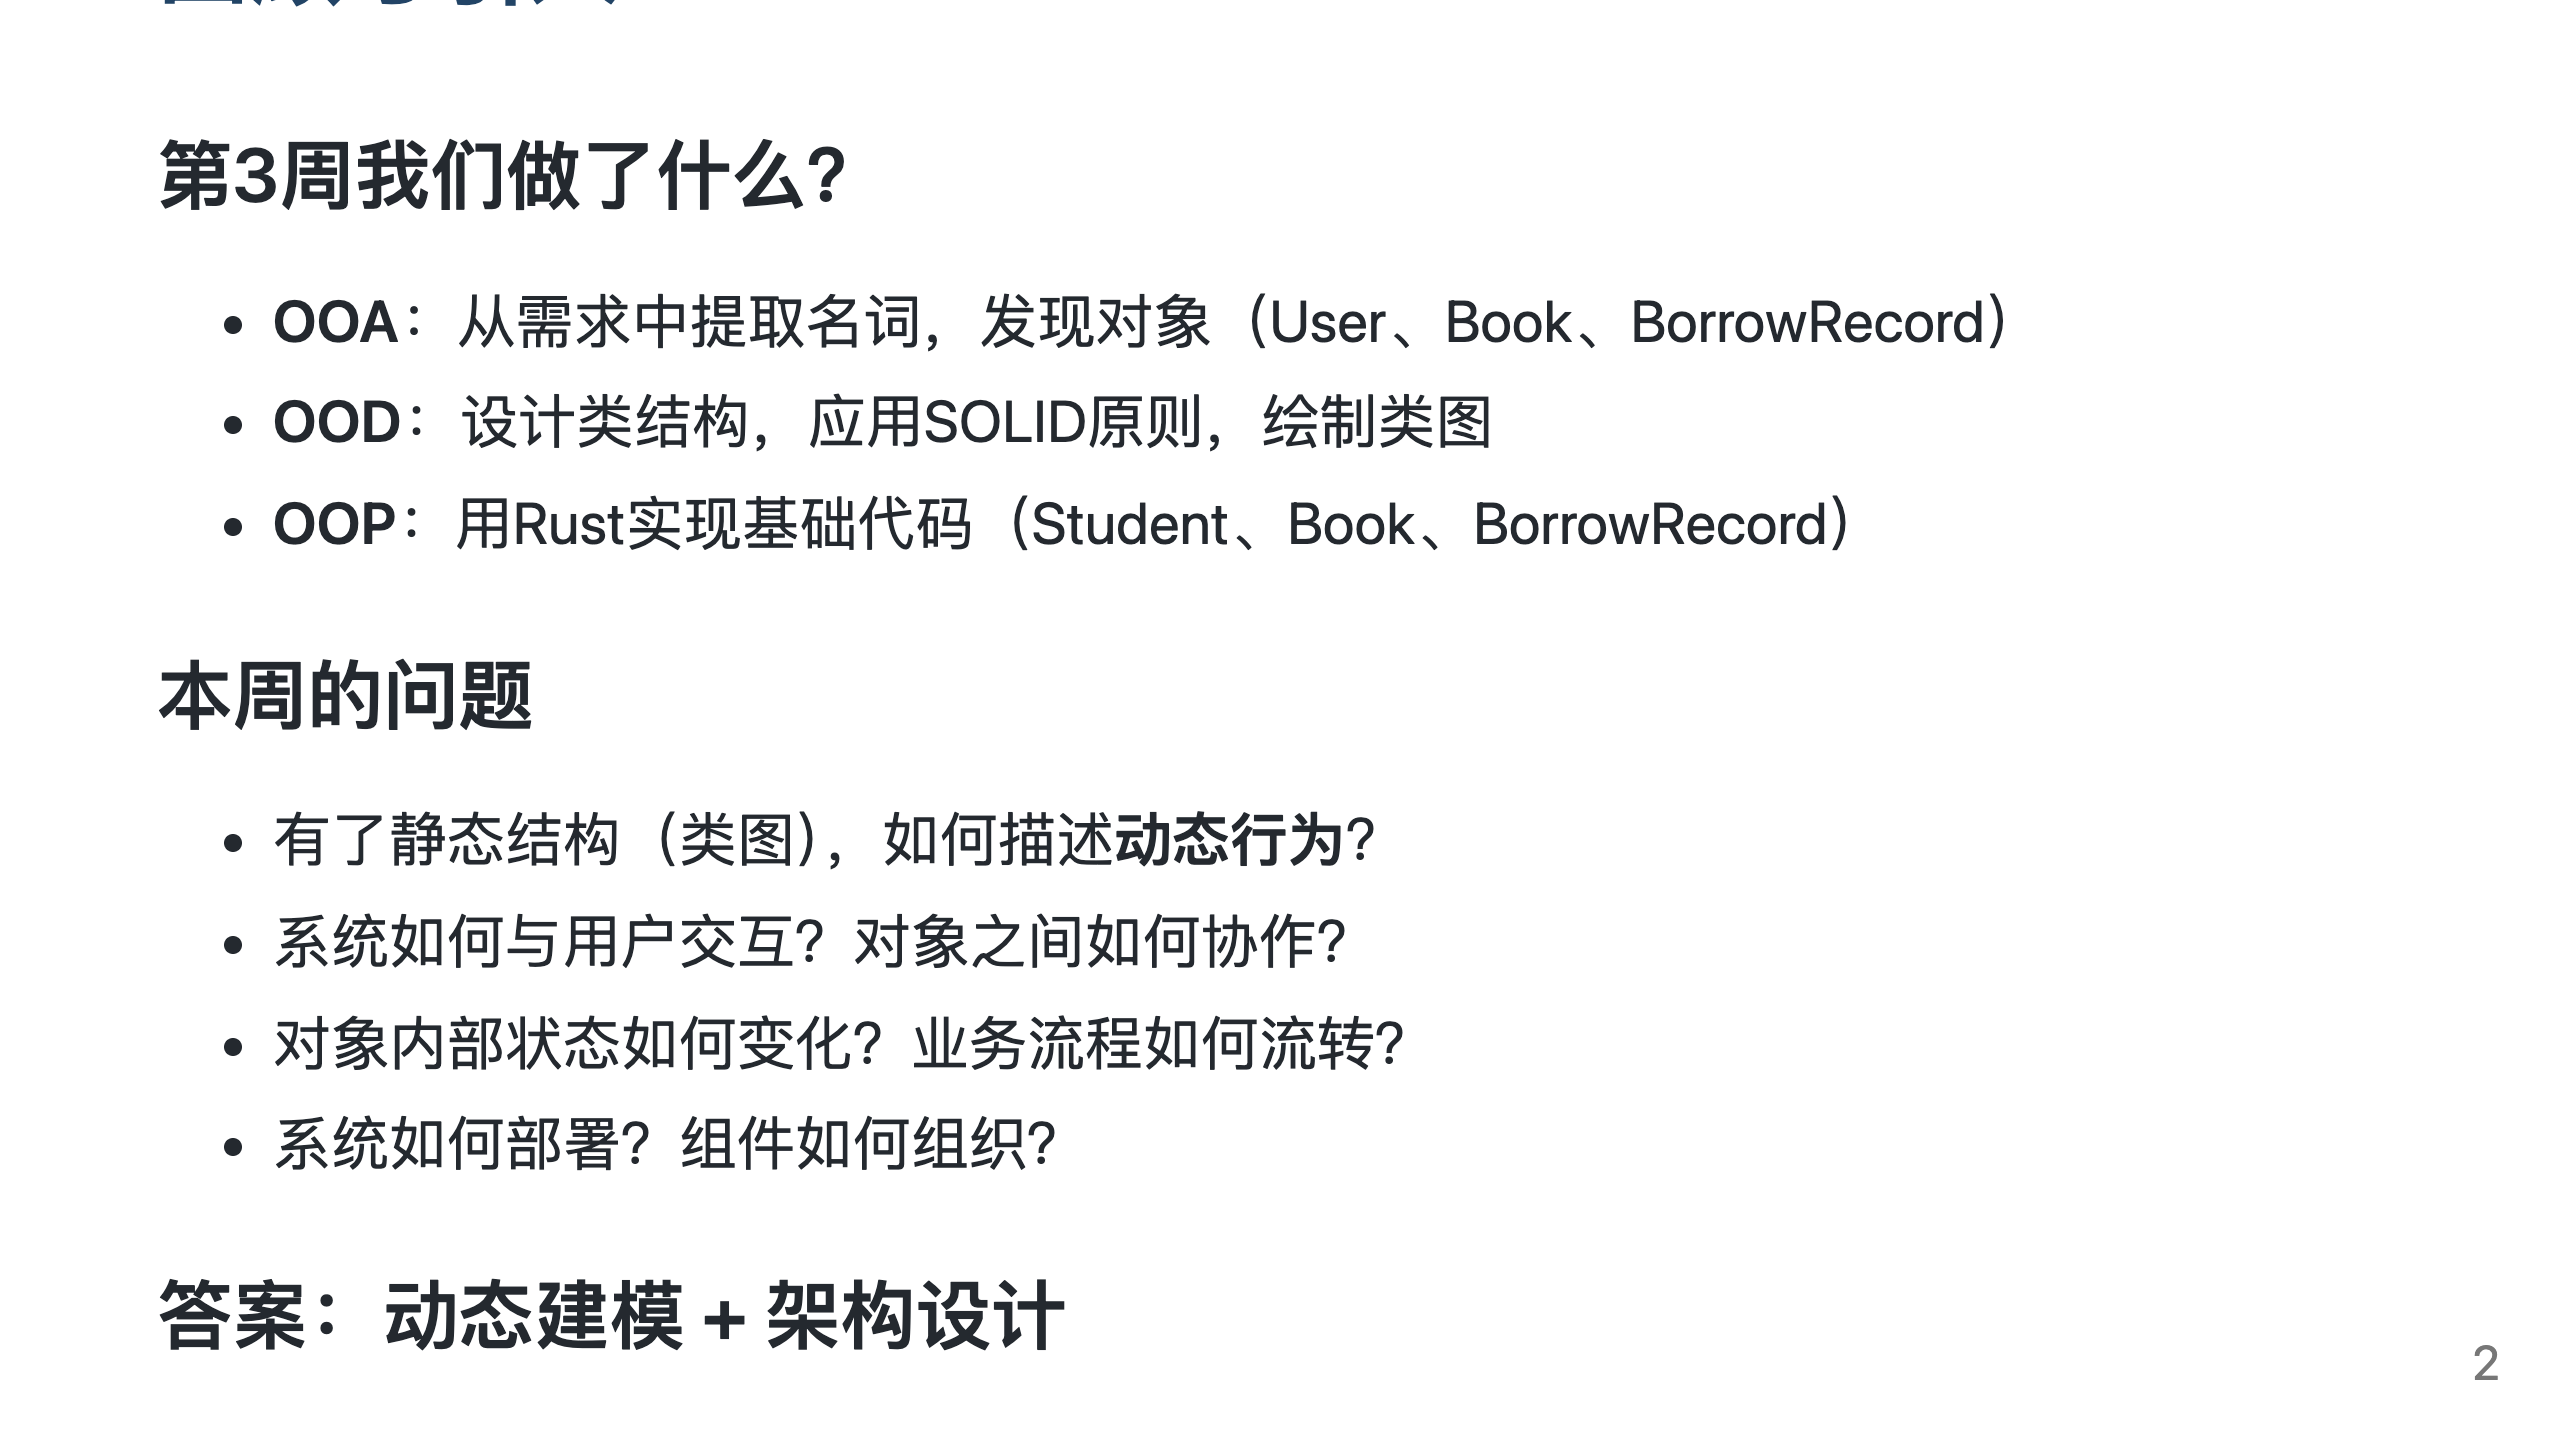 第3周我们做了什么？
• OOA：从需求中提取名词，发现对象（User、Book、BorrowRecord）
• OOD：设计类结构，应用SOLID原则，绘制类图
• OOP：用Rust实现基础代码（Student、Book、BorrowRecord）
本周的问题
• 有了静态结构（类图），如何描述动态行为？
• 系统如何与用户交互？对象之间如何协作？
• 对象内部状态如何变化？业务流程如何流转？
• 系统如何部署？组件如何组织？
答案：动态建模 + 架构设计
2